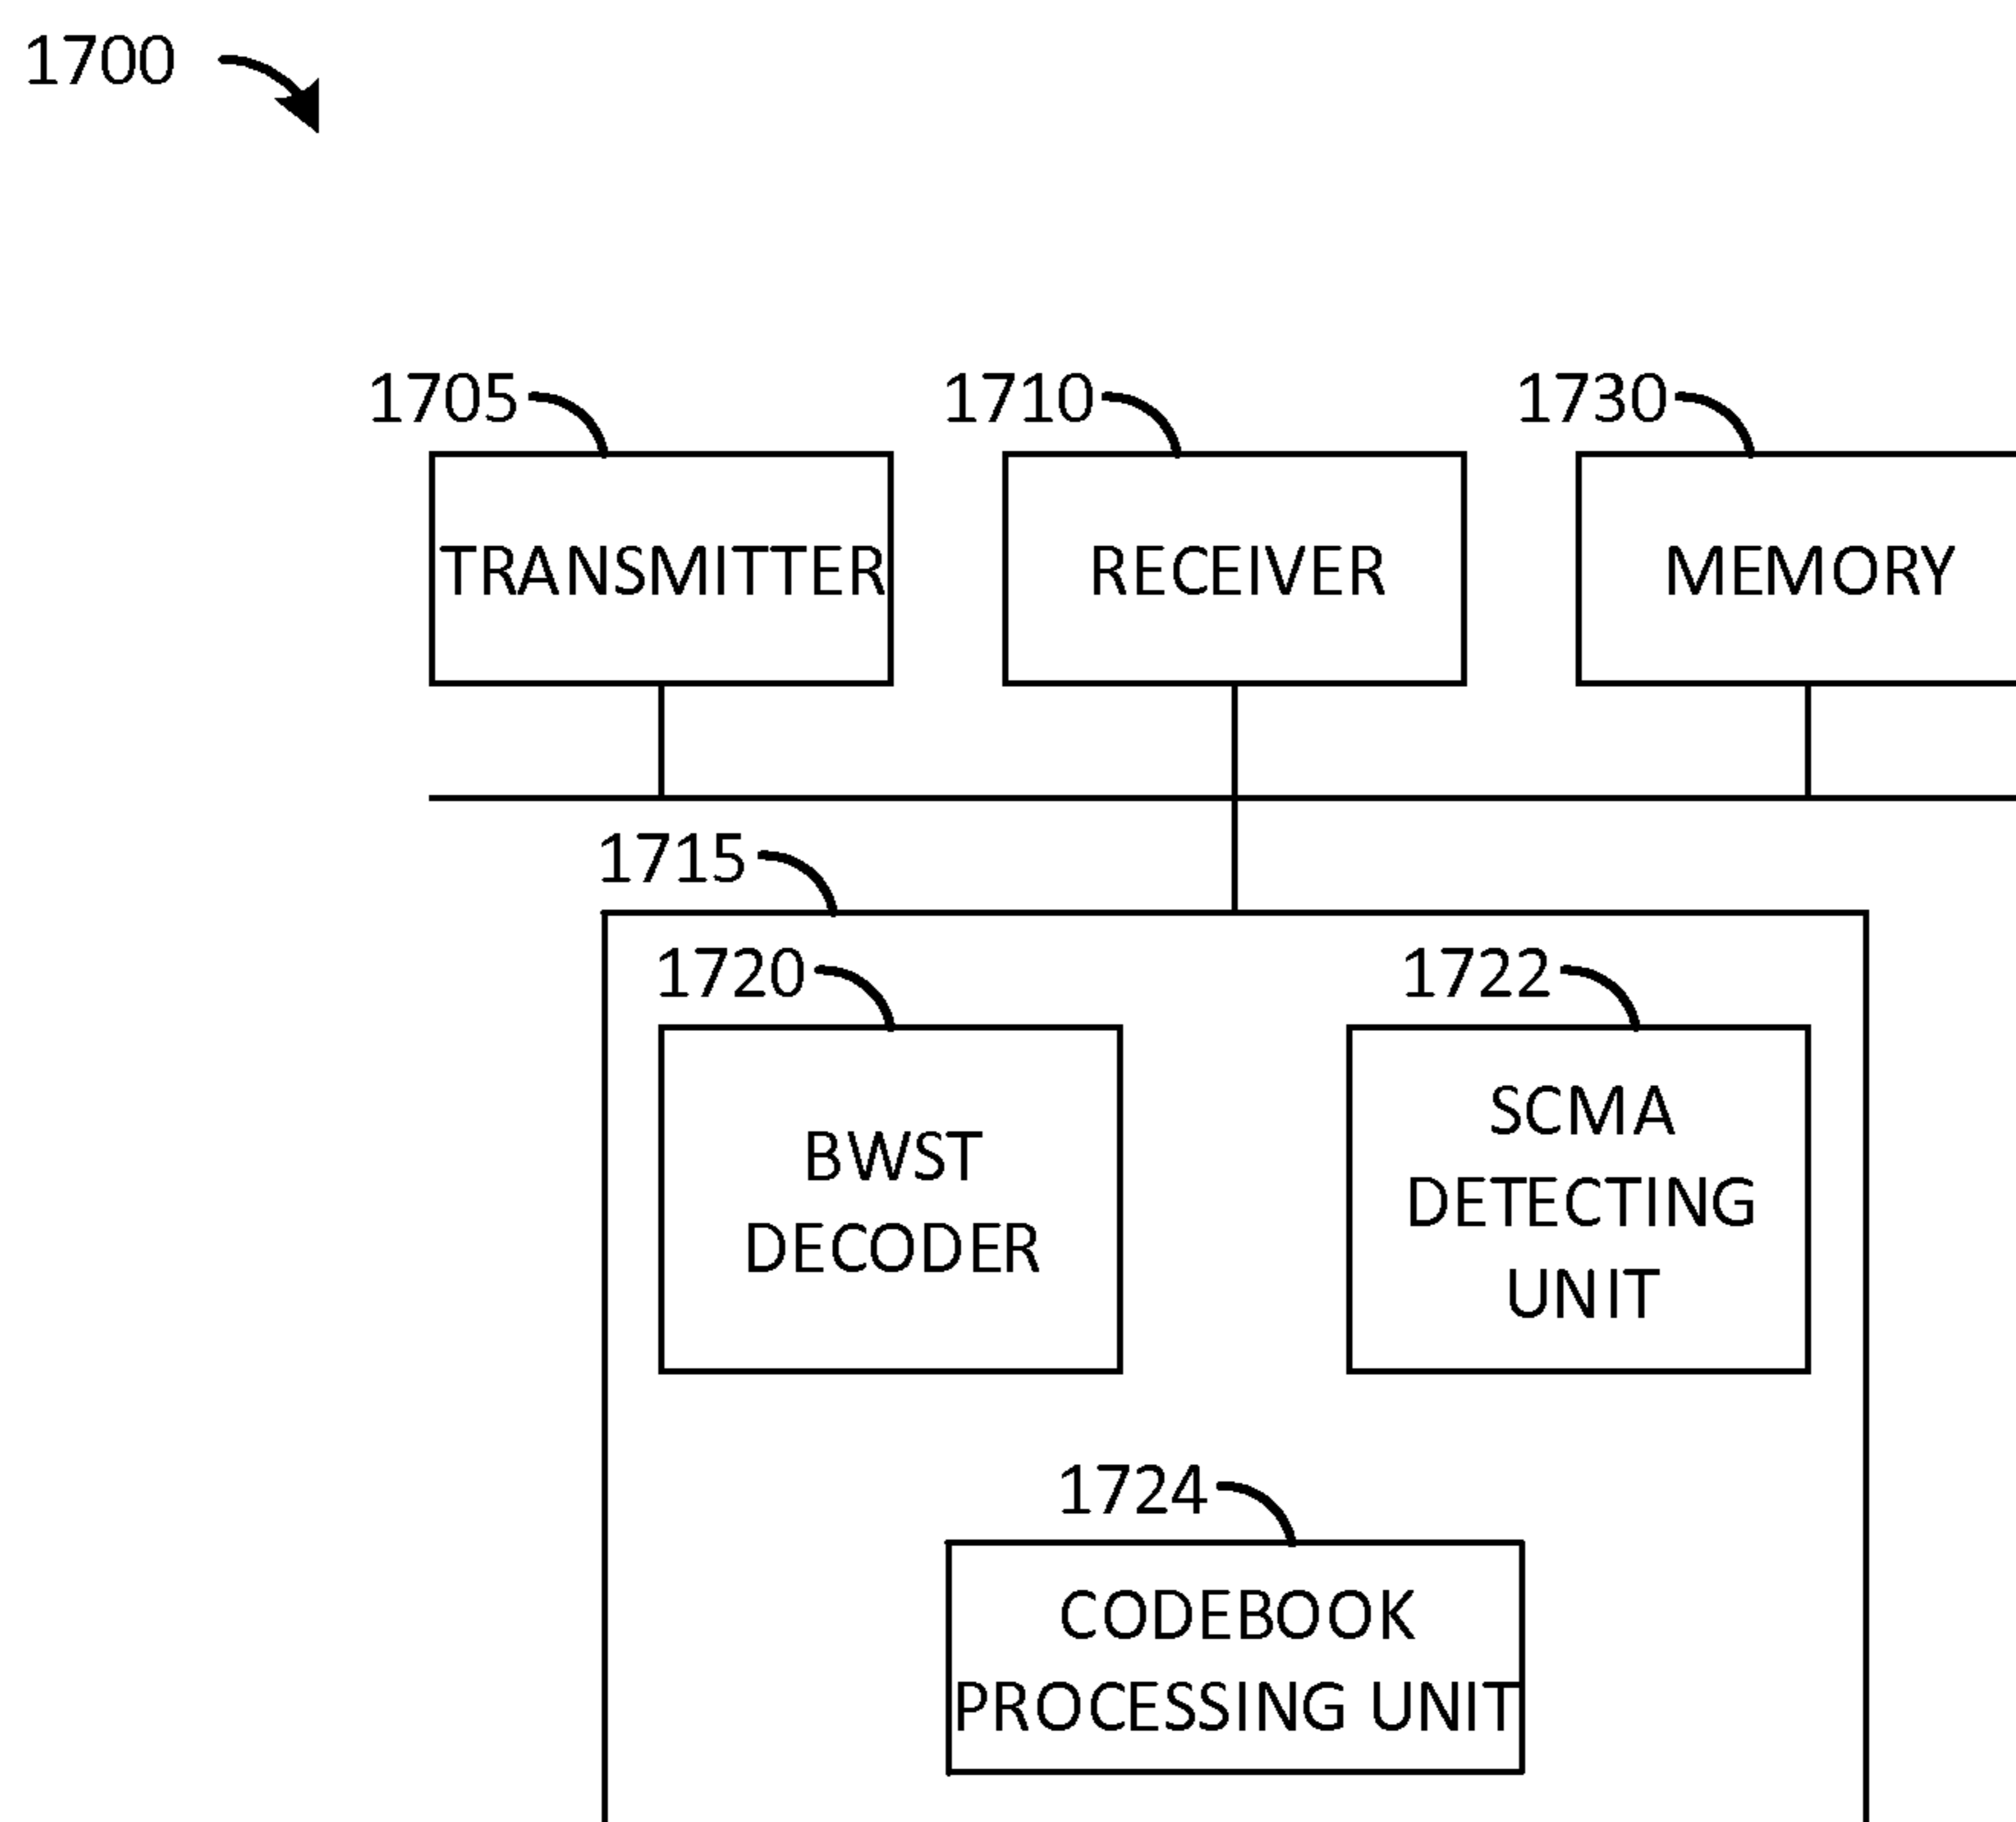 1700
1705
1710
1730
TRANSMITTER
RECEIVER
MEMORY
1715
1720
1722
BWST
DECODER
SCMA
DETECTING
UNIT
1724
CODEBOOK
PROCESSING UNIT